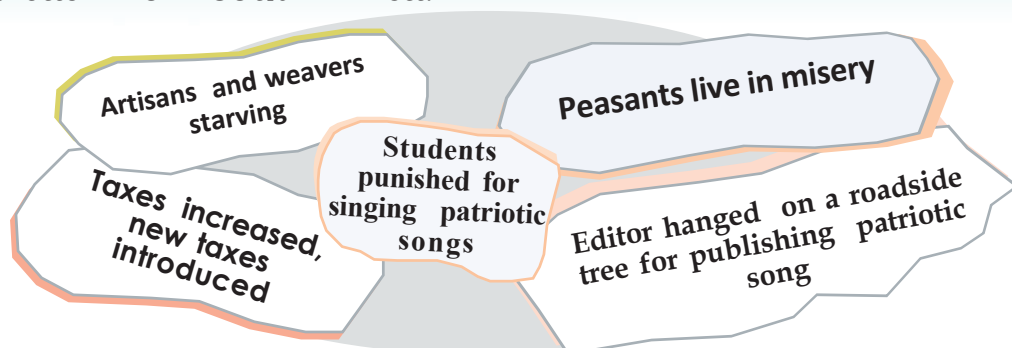 Artisans and weavers
starving
Peasants live in misery
Students
punished for
singing patriotic
songs
Taxes increased,
new taxes
introduced
Editor hanged on a roadside
tree for publishing patriotic
song